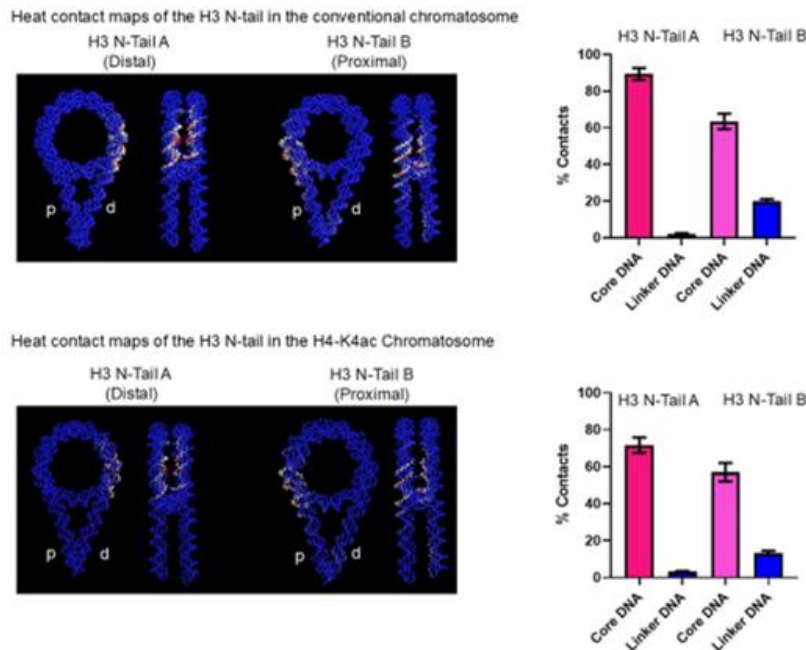 Heat contact maps of the H3 N-tail in the conventional chromatosome
H3 N-Tail A
(Distal)
H3 N-Tail B
(Proximal)
p
d
p
d
H3 N-Tail A
H3 N-Tail B
100
80
60
40
20
0
% Contacts
Core DNA
Linker DNA
Core DNA
Linker DNA
Heat contact maps of the H3 N-tail in the H4-K4ac Chromatosome
H3 N-Tail A
(Distal)
H3 N-Tail B
(Proximal)
p
d
p
d
100
H3 N-Tail A
H3 N-Tail B
80
60
40
20
0
% Contacts
Core DNA
Linker DNA
Core DNA
Linker DNA